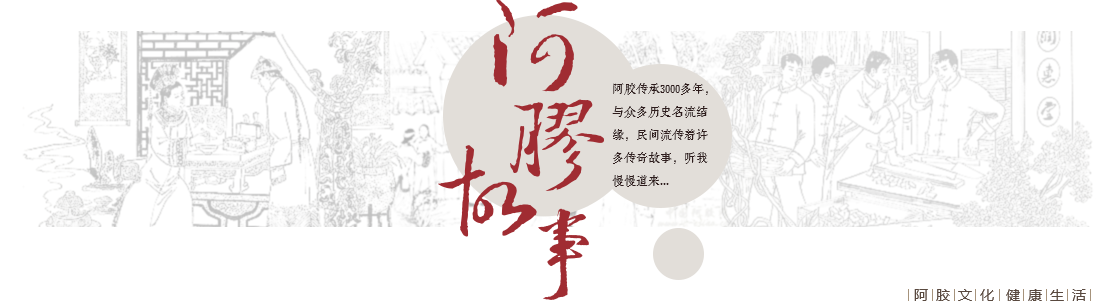 阿膠故事
阿胶传承3000多年，
与众多历史名流结
缘，民间流传着许
多传奇故事，听我
慢慢道来...
阿胶文化 健康生活